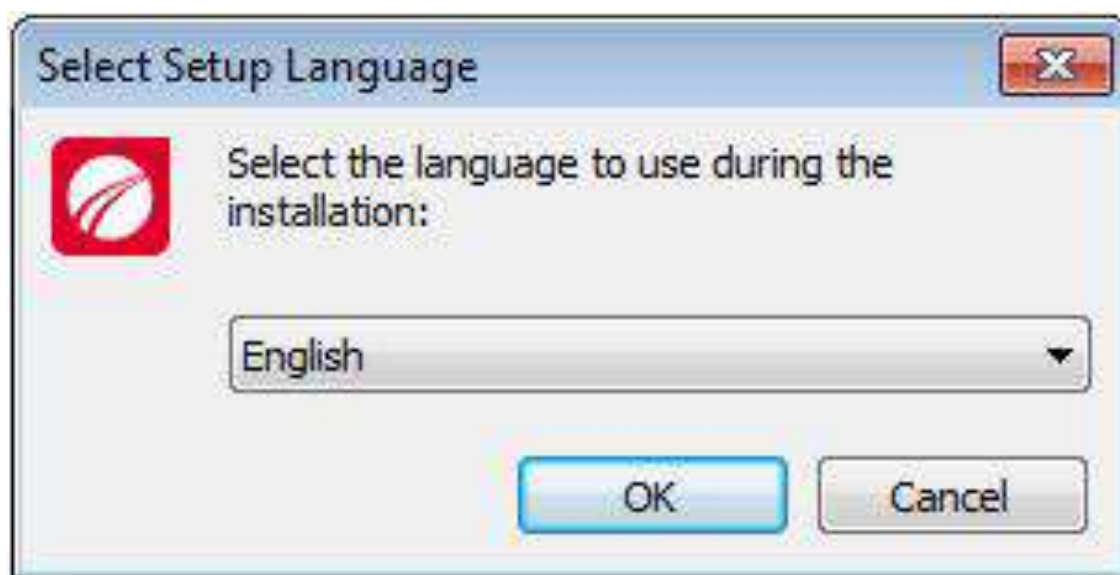 Select Setup Language
Select the language to use during the
installation:
English
OK
Cancel